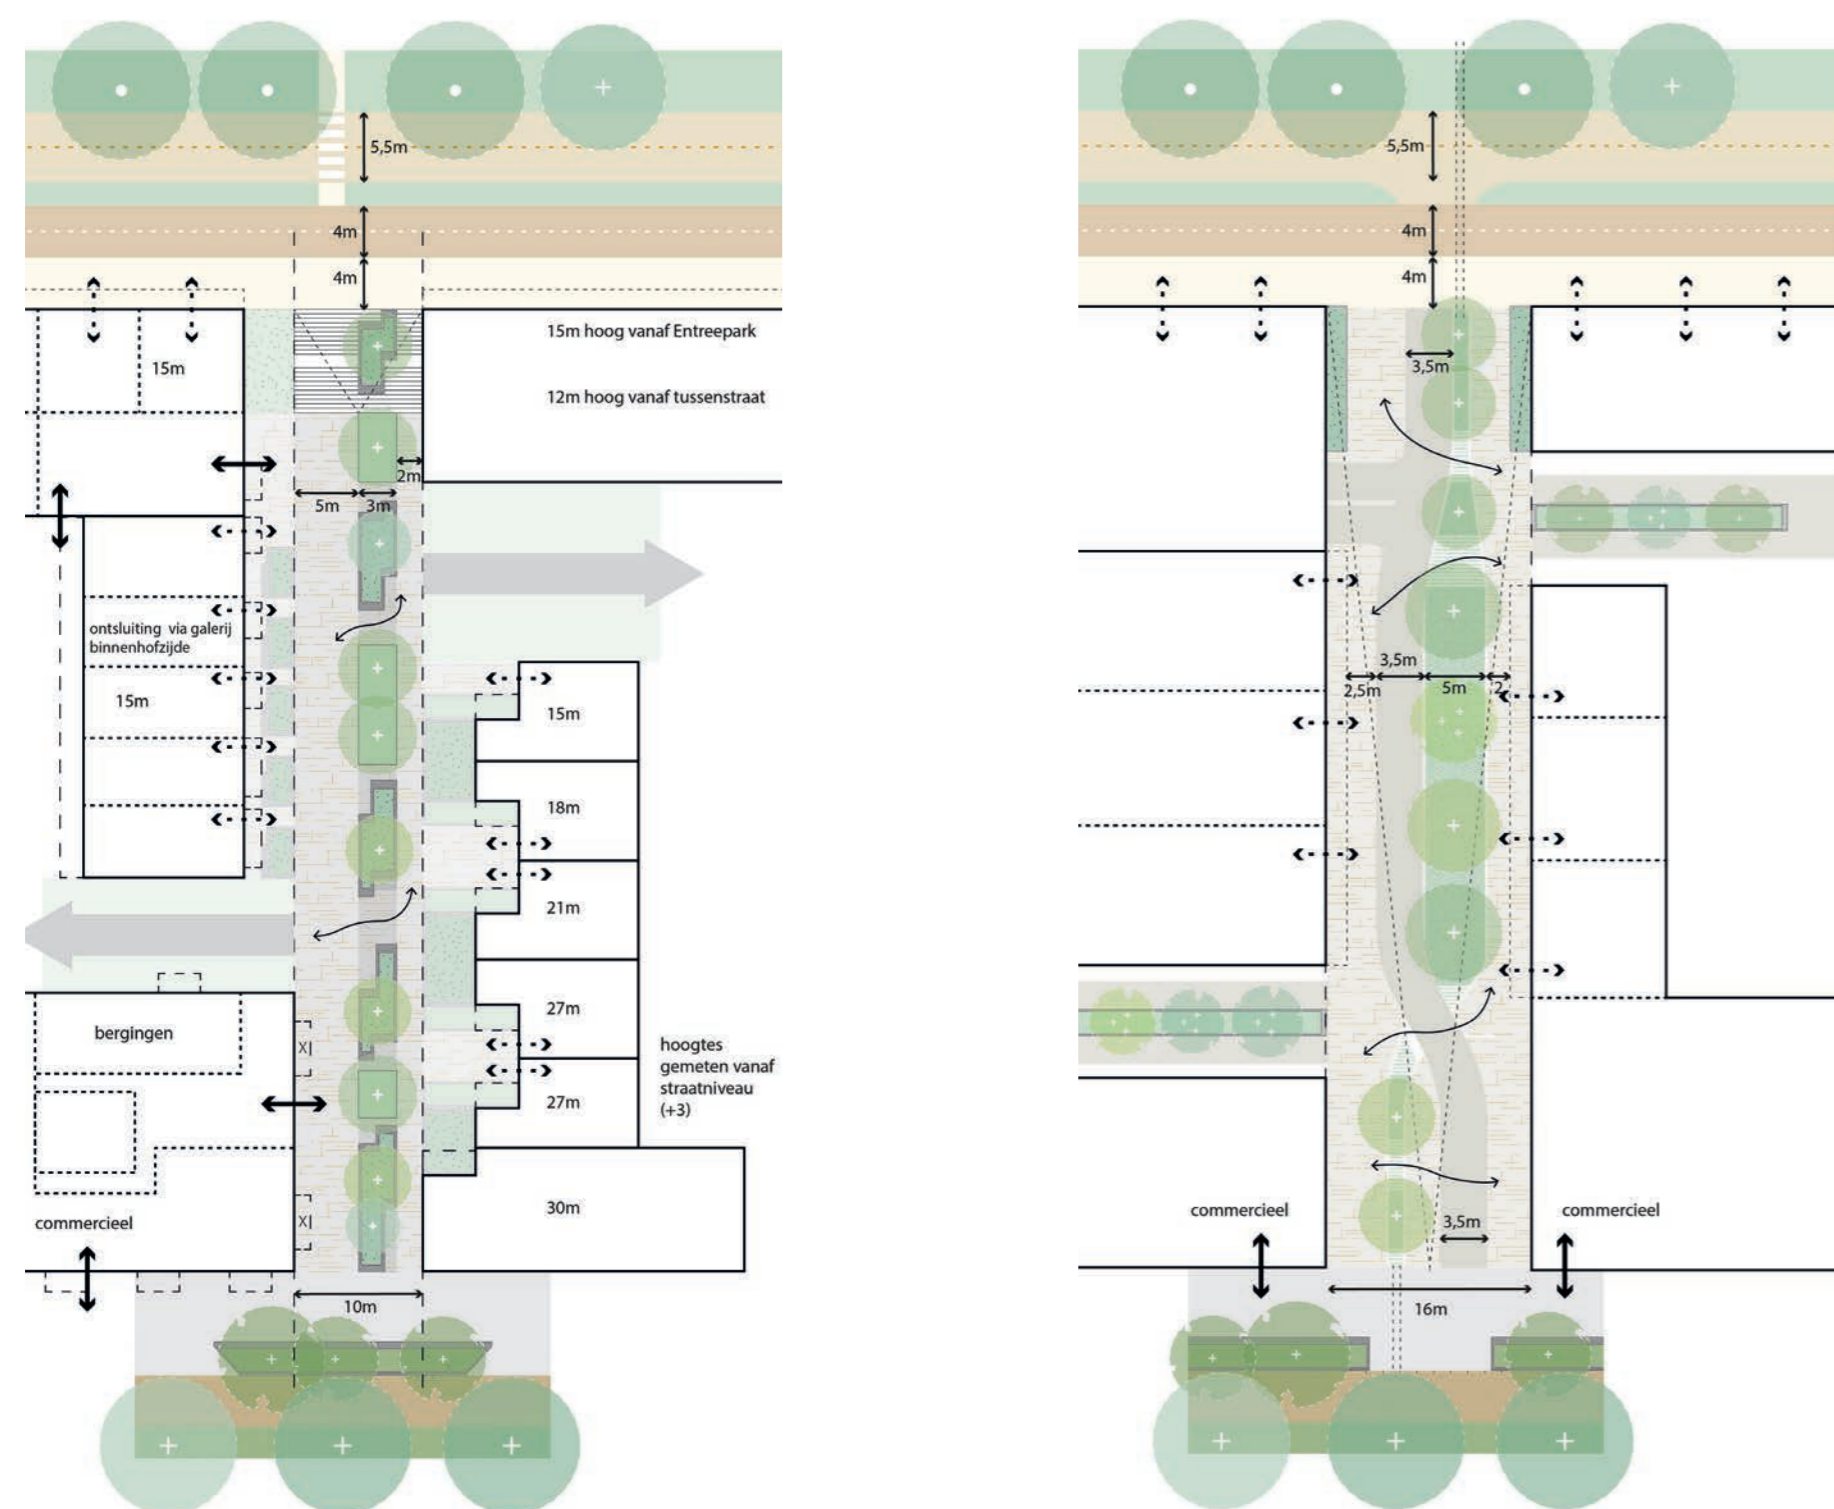 5,5m
4m
4m
15m hoog vanaf Entreepark
15m
12m hoog vanaf tussenstraat
2m
5m
3m
ontsluiting via galerij
binnenhofzijde
15m
15m
18m
21m
27m
bergingen
X
hoogtes
gemeten vanaf
straatniveau
(+3)
27m
30m
X
commercieel
10m
5,5m
4m
4m
3,5m
3,5m
2,5m
5m
2
commercieel
commercieel
3,5m
16m